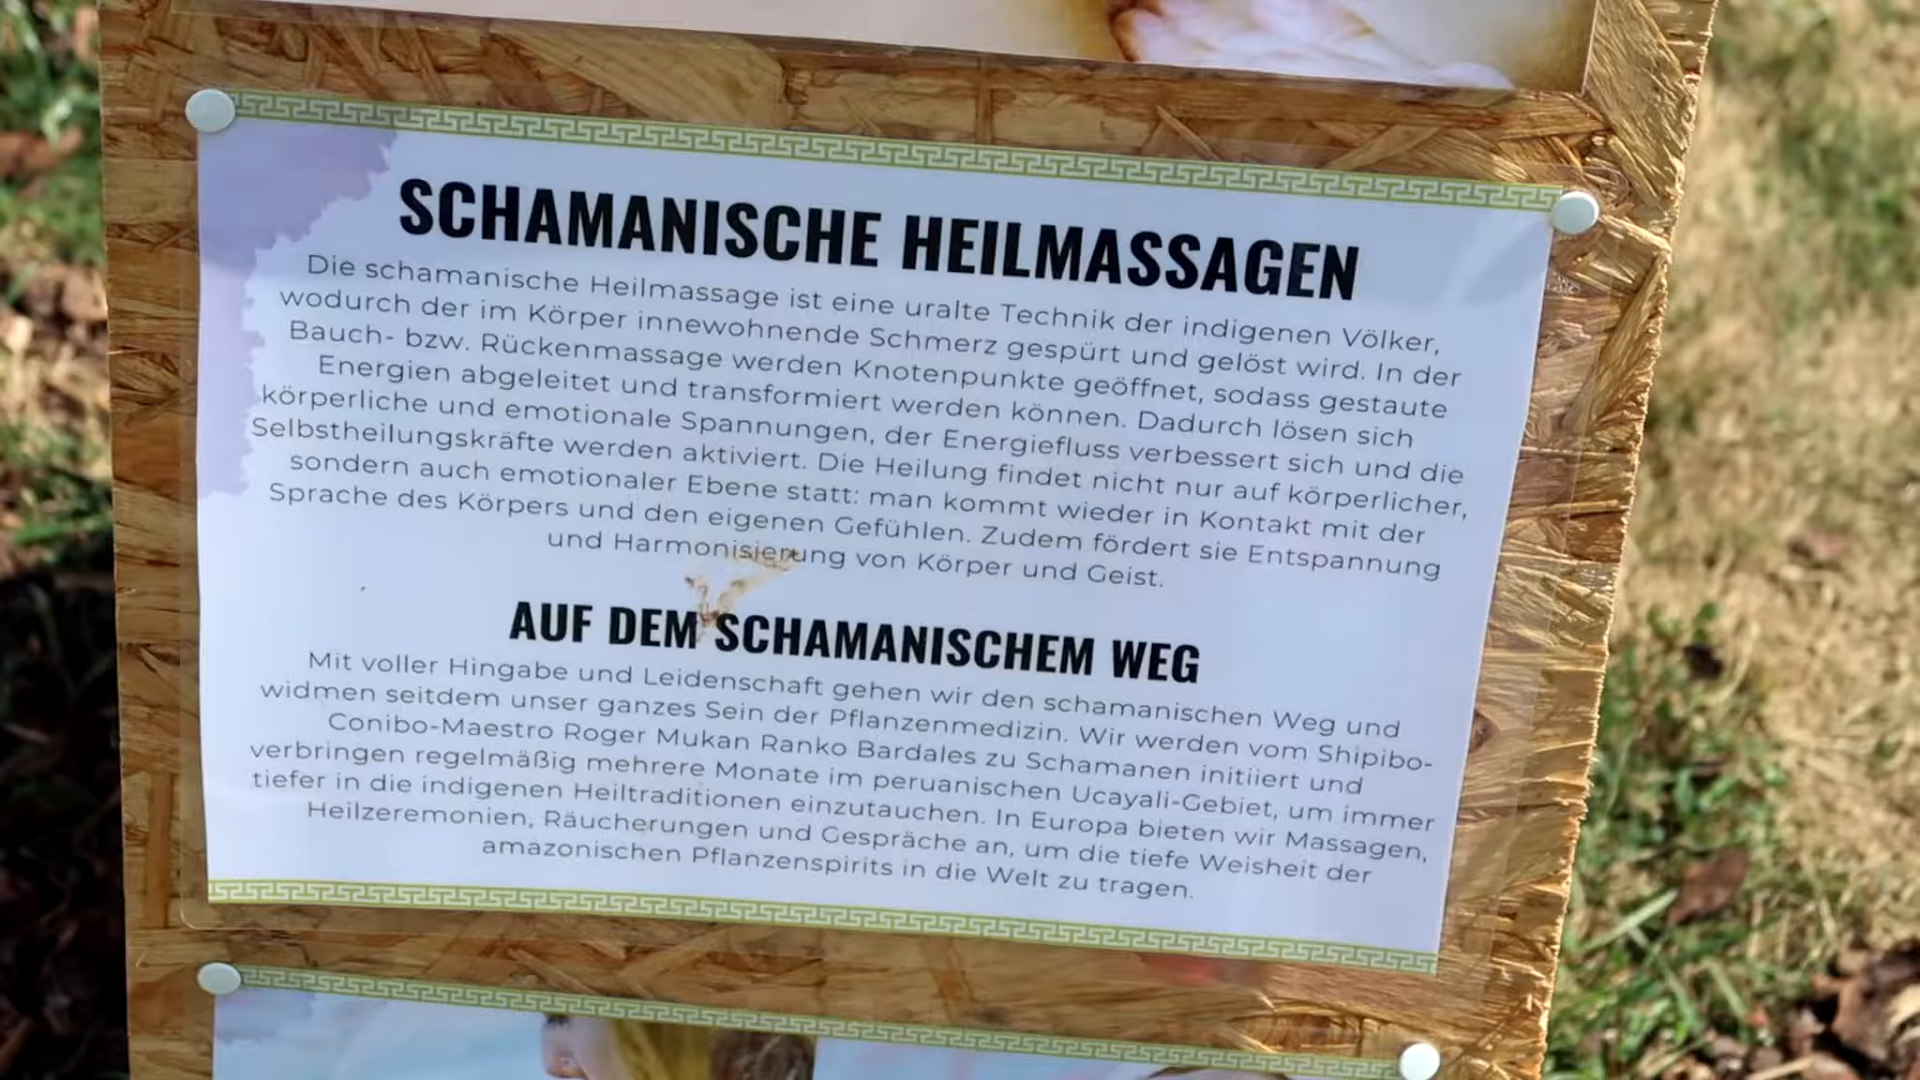 SCHAMANISCHE HEILMASSAGEN
Die schamanische Heilmassage ist eine uralte Technik der indigenen Völker,
wodurch der im Körper innewohnende Schmerz gespürt und gelöst wird. In der
Bauch- bzw. Rückenmassage werden Knotenpunkte geöffnet, sodass gestaute
Energien abgeleitet und transformiert werden können. Dadurch lösen sich
körperliche und emotionale Spannungen, der Energiefluss verbessert sich und die
Selbstheilungskräfte werden aktiviert. Die Heilung findet nicht nur auf körperlicher,
sondern auch emotionaler Ebene statt: man kommt wieder in Kontakt mit der
Sprache des Körpers und den eigenen Gefühlen. Zudem fördert sie Entspannung
und Harmonisierung von Körper und Geist.
AUF DEM SCHAMANISCHEM WEG
Mit voller Hingabe und Leidenschaft gehen wir den schamanischen Weg und
widmen seitdem unser ganzes Sein der Pflanzenmedizin. Wir werden vom Shipibo-
Conibo-Maestro Roger Mukan Ranko Bardales zu Schamanen initiiert und
verbringen regelmäßig mehrere Monate im peruanischen Ucayali-Gebiet, um immer
tiefer in die indigenen Heiltraditionen einzutauchen. In Europa bieten wir Massagen,
Heilzeremonien, Räucherungen und Gespräche an, um die tiefe Weisheit der
amazonischen Pflanzenspirits in die Welt zu tragen.